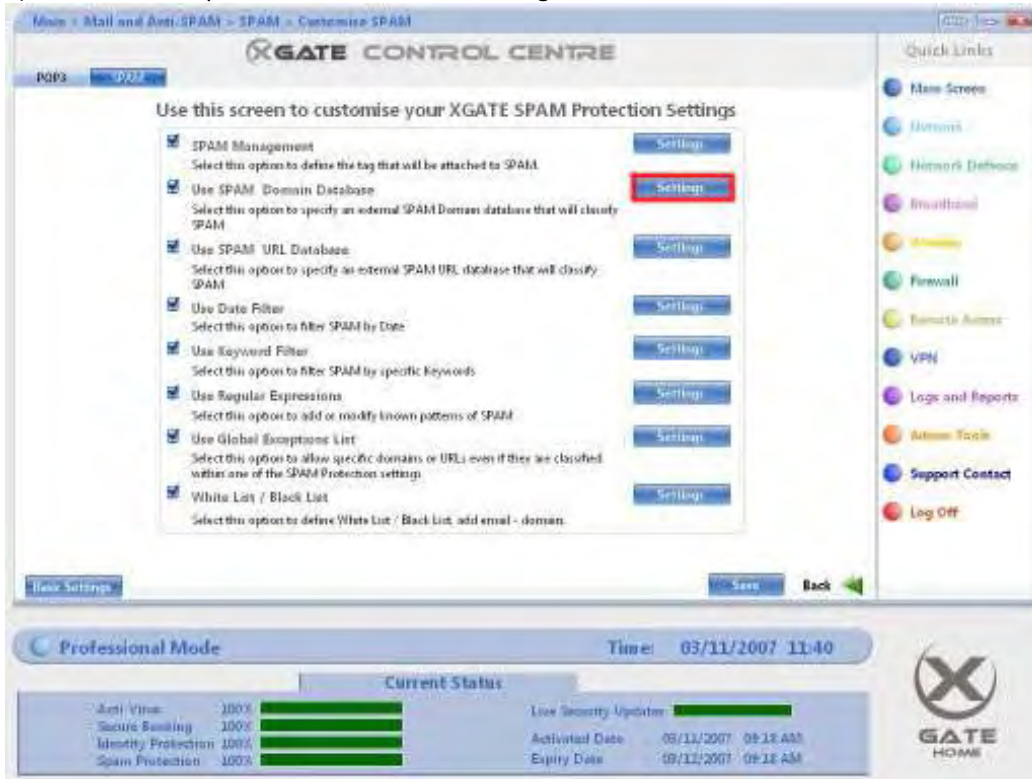 Main > Mail and Anti-SPAM > SPAM > Customise SPAM
XGATE CONTROL CENTRE
POP3 SPAM
Use this screen to customise your XGATE SPAM Protection Settings
SPAM Management Settings
Select this option to define the tag that will be attached to SPAM.
Use SPAM Domain Database Settings
Select this option to specify an external SPAM Domain database that will classify
SPAM
Use SPAM URL Database Settings
Select this option to specify an external SPAM URL database that will classify
SPAM
Use Date Filter Settings
Select this option to filter SPAM by Date
Use Keyword Filter Settings
Select this option to filter SPAM by specific Keywords
Use Regular Expressions Settings
Select this option to add or modify known patterns of SPAM
Use Global Exceptions List Settings
Select this option to allow specific domains or URLs even if they are classified
within one of the SPAM Protection settings
White List / Black List Settings
Select this option to define White List / Black List, add email - domain.
Basic Settings
Save Back
Quick Links
Main Screen
Network Defence
Broadband
Firewall
Remote Access
VPN
Logs and Reports
Admin Tools
Support Contact
Log Off
Professional Mode
Time: 03/11/2007 11:40
Current Status
Anti Virus 100%
Secure Banking 100%
Identity Protection 100%
Spam Protection 100%
Live Security Updates
Activated Date 09:18 AM
Expiry Date 09:18 AM
X
GATE
HOME